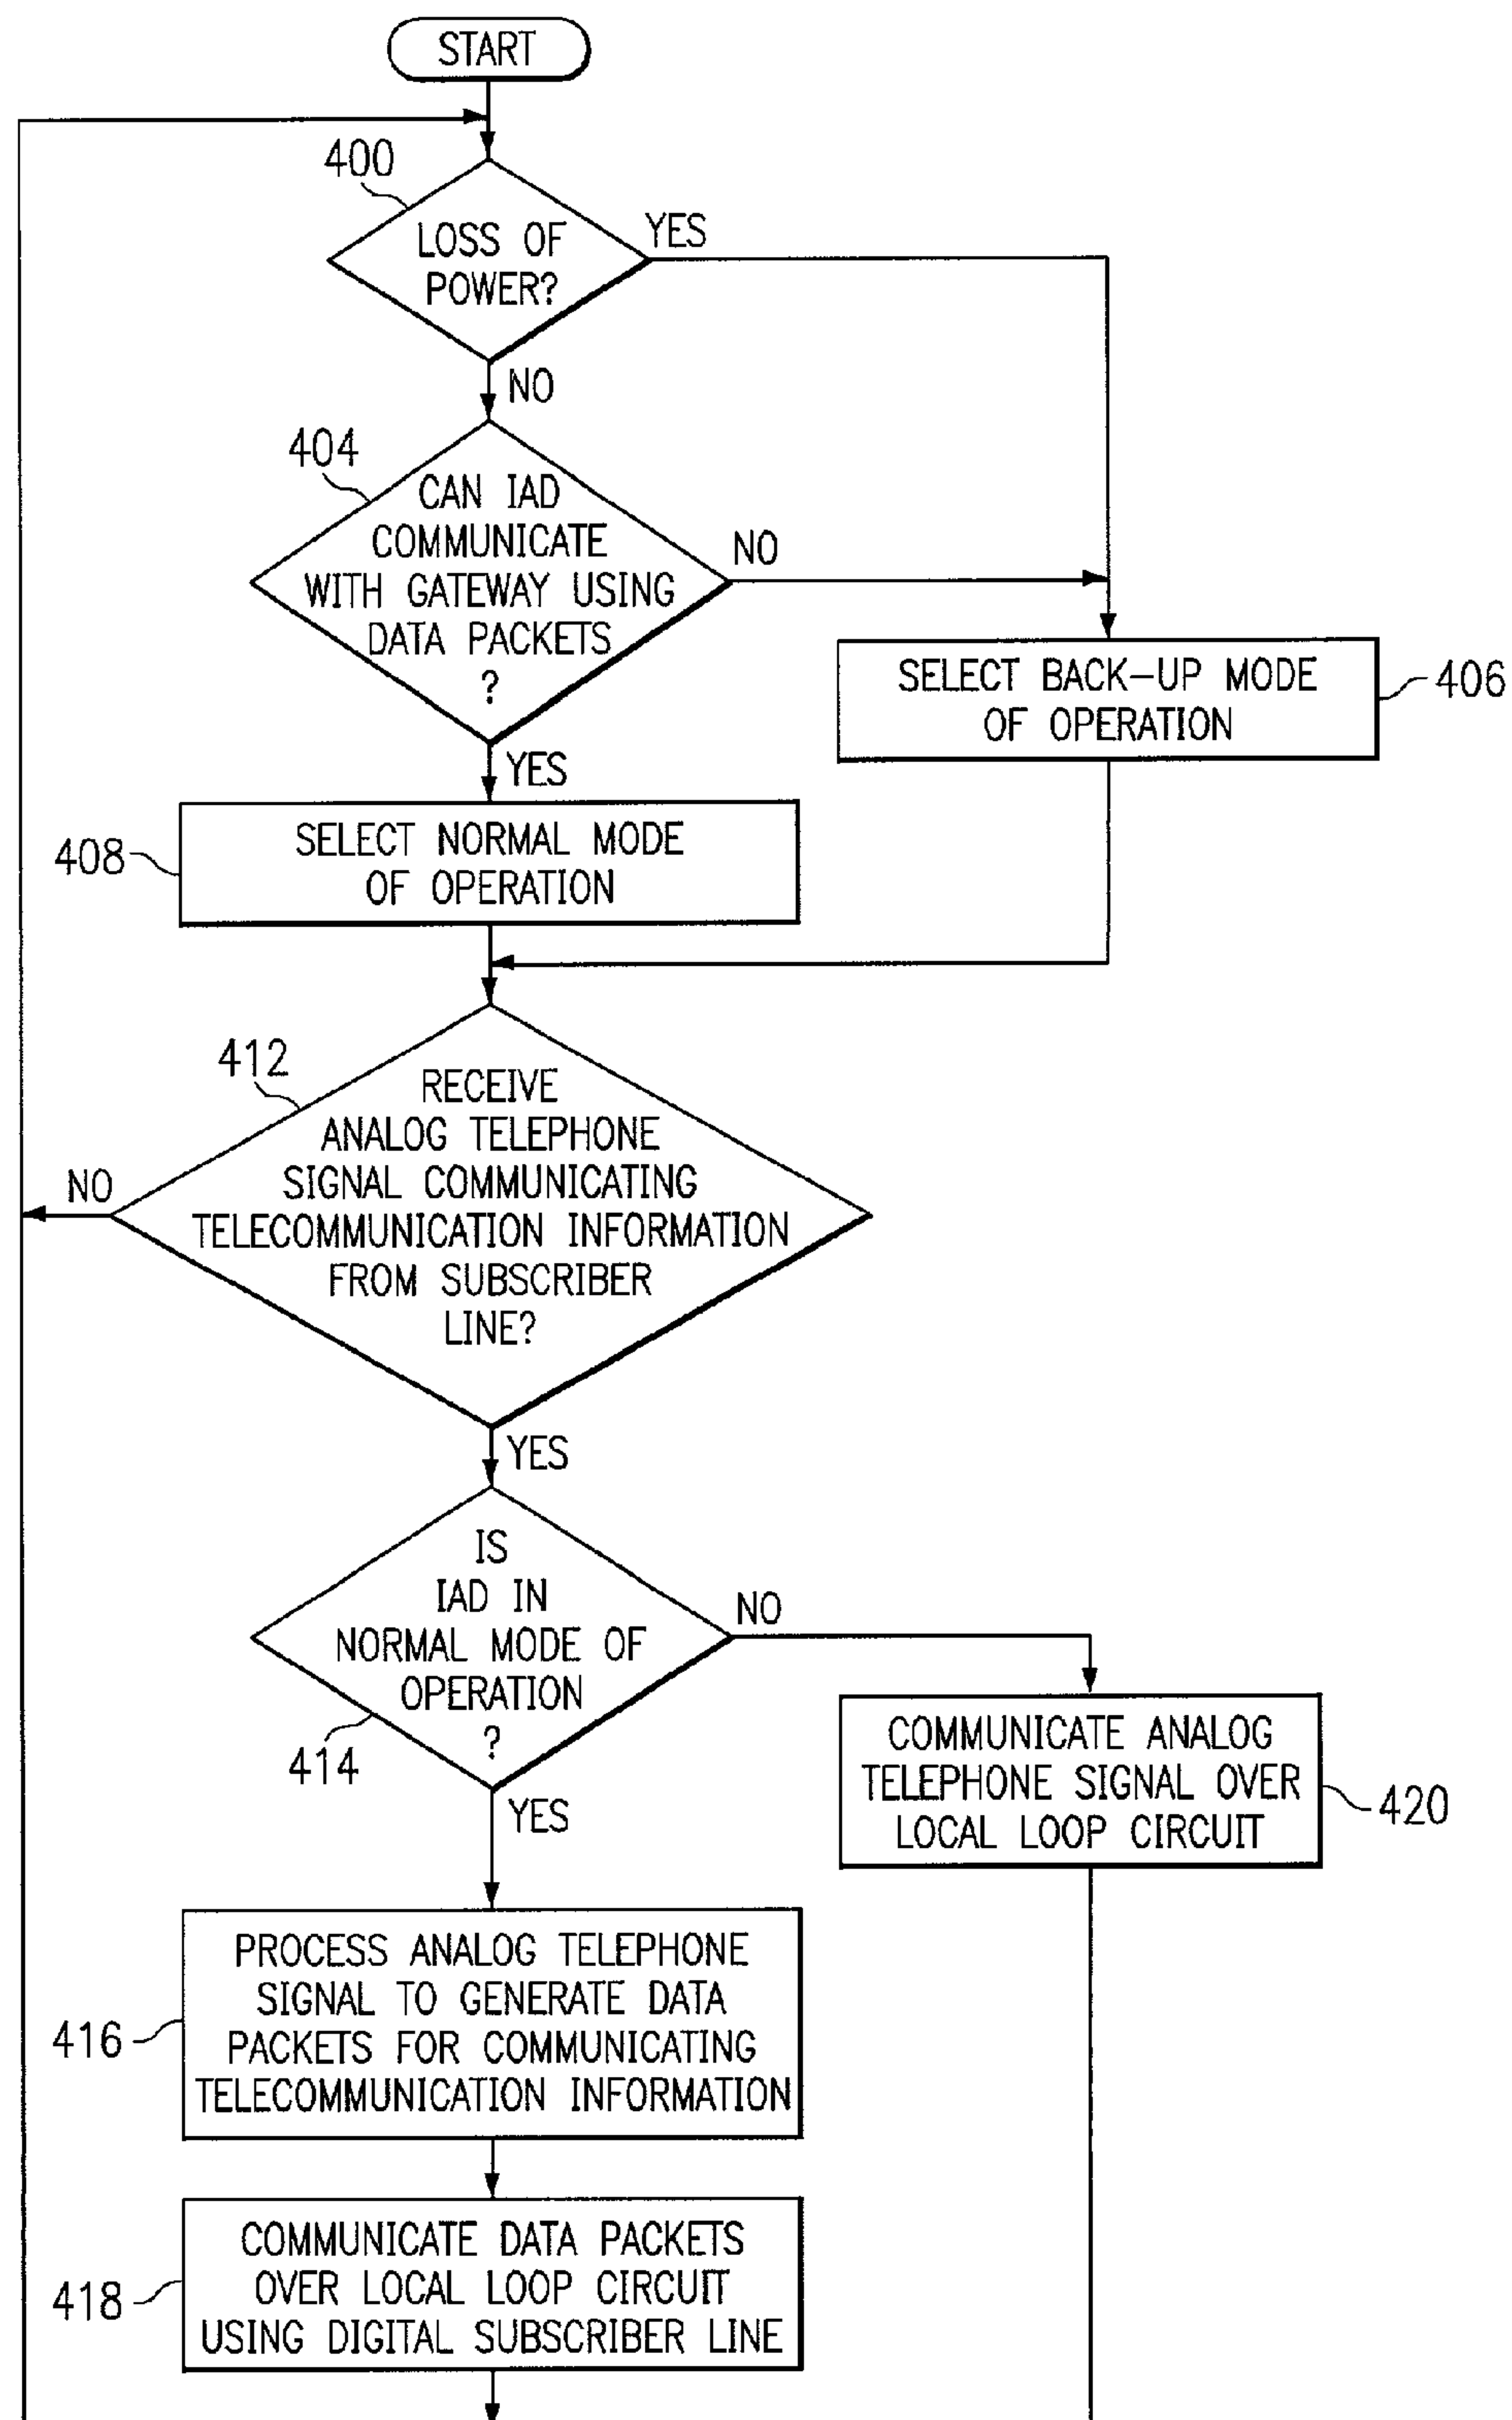 START
400
LOSS OF
POWER?
YES
NO
404
CAN IAD
COMMUNICATE
WITH GATEWAY USING
DATA PACKETS
?
NO
YES
SELECT BACK-UP MODE
OF OPERATION
406
SELECT NORMAL MODE
OF OPERATION
408
412
RECEIVE
ANALOG TELEPHONE
SIGNAL COMMUNICATING
TELECOMMUNICATION INFORMATION
FROM SUBSCRIBER
LINE?
NO
YES
IS
IAD IN
NORMAL MODE OF
OPERATION
?
414
NO
YES
COMMUNICATE ANALOG
TELEPHONE SIGNAL OVER
LOCAL LOOP CIRCUIT
420
PROCESS ANALOG TELEPHONE
SIGNAL TO GENERATE DATA
PACKETS FOR COMMUNICATING
TELECOMMUNICATION INFORMATION
416
COMMUNICATE DATA PACKETS
OVER LOCAL LOOP CIRCUIT
USING DIGITAL SUBSCRIBER LINE
418